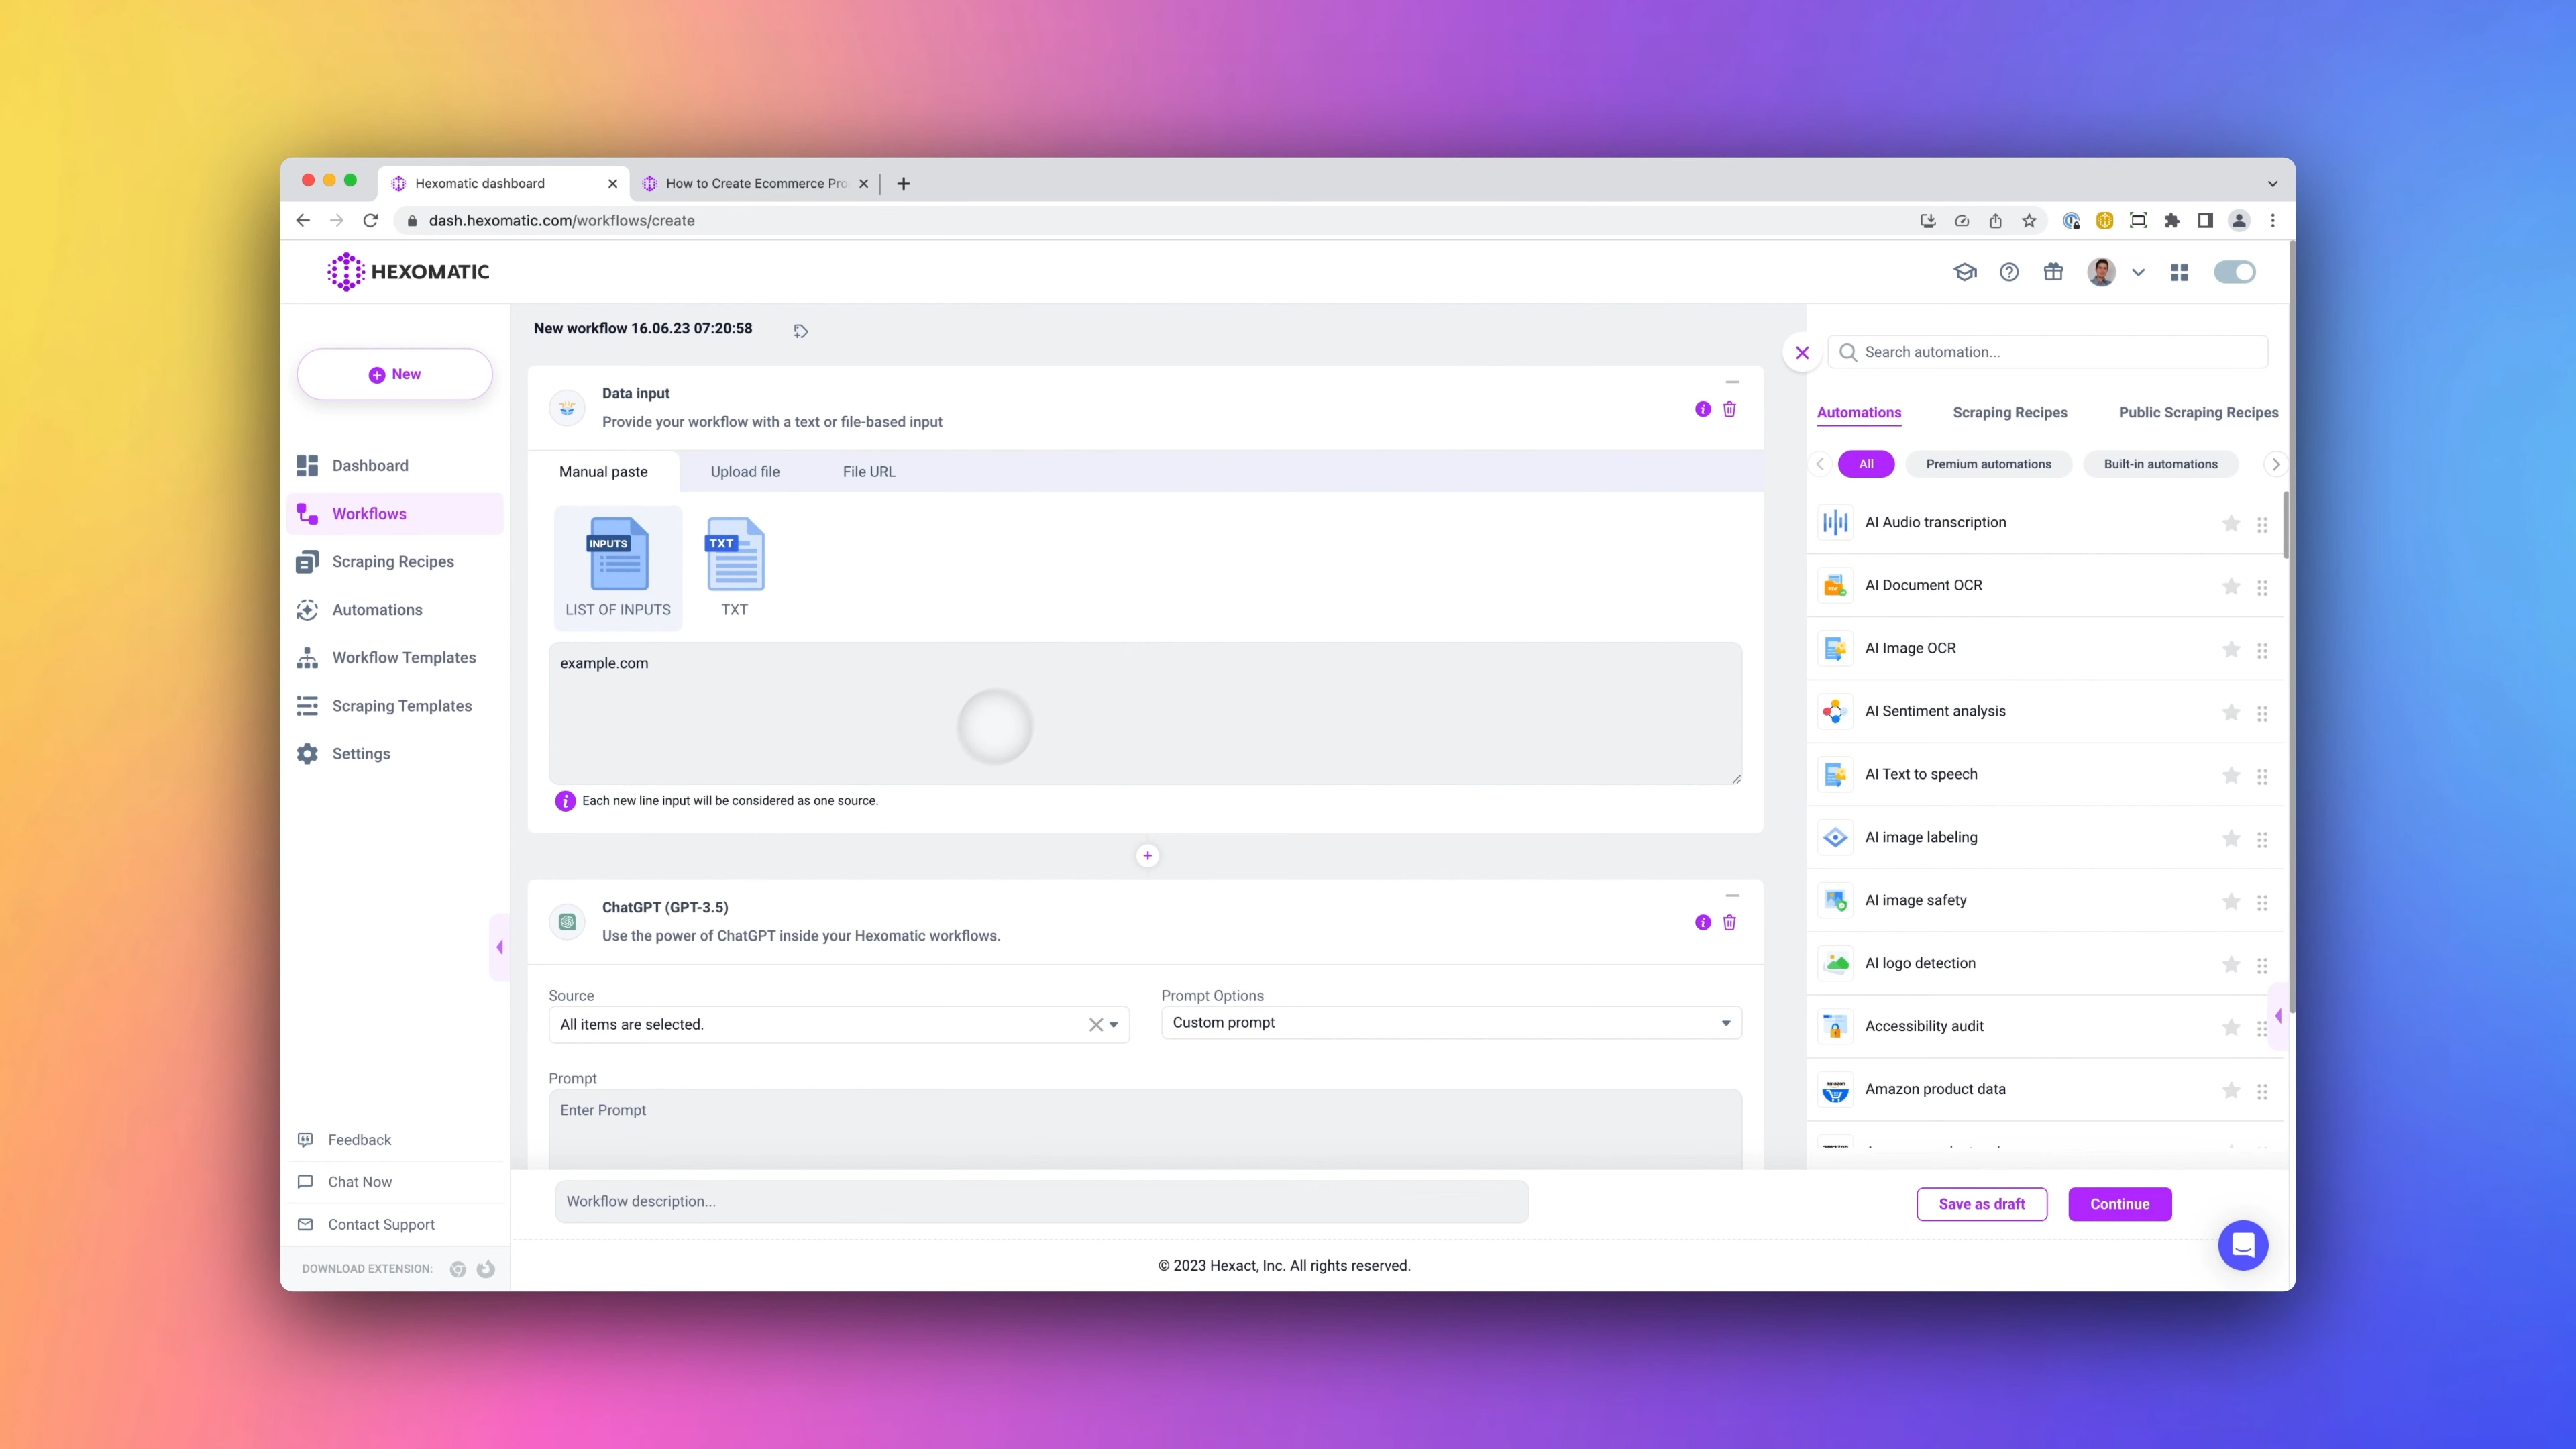 Hexomatic dashboard
How to Create Ecommerce Pro
dash.hexomatic.com/workflows/create
HEXOMATIC
New
Dashboard
Workflows
Scraping Recipes
Automations
Workflow Templates
Scraping Templates
Settings
Feedback
Chat Now
Contact Support
DOWNLOAD EXTENSION:
New workflow 16.06.23 07:20:58
Data input
Provide your workflow with a text or file-based input
Manual paste
Upload file
File URL
INPUTS
LIST OF INPUTS
TXT
TXT
example.com
Each new line input will be considered as one source.
ChatGPT (GPT-3.5)
Use the power of ChatGPT inside your Hexomatic workflows.
Source
All items are selected.
Prompt Options
Custom prompt
Prompt
Enter Prompt
Workflow description...
Save as draft
Continue
© 2023 Hexact, Inc. All rights reserved.
Search automation...
Automations
Scraping Recipes
Public Scraping Recipes
All
Premium automations
Built-in automations
AI Audio transcription
AI Document OCR
AI Image OCR
AI Sentiment analysis
AI Text to speech
AI image labeling
AI image safety
AI logo detection
Accessibility audit
Amazon product data